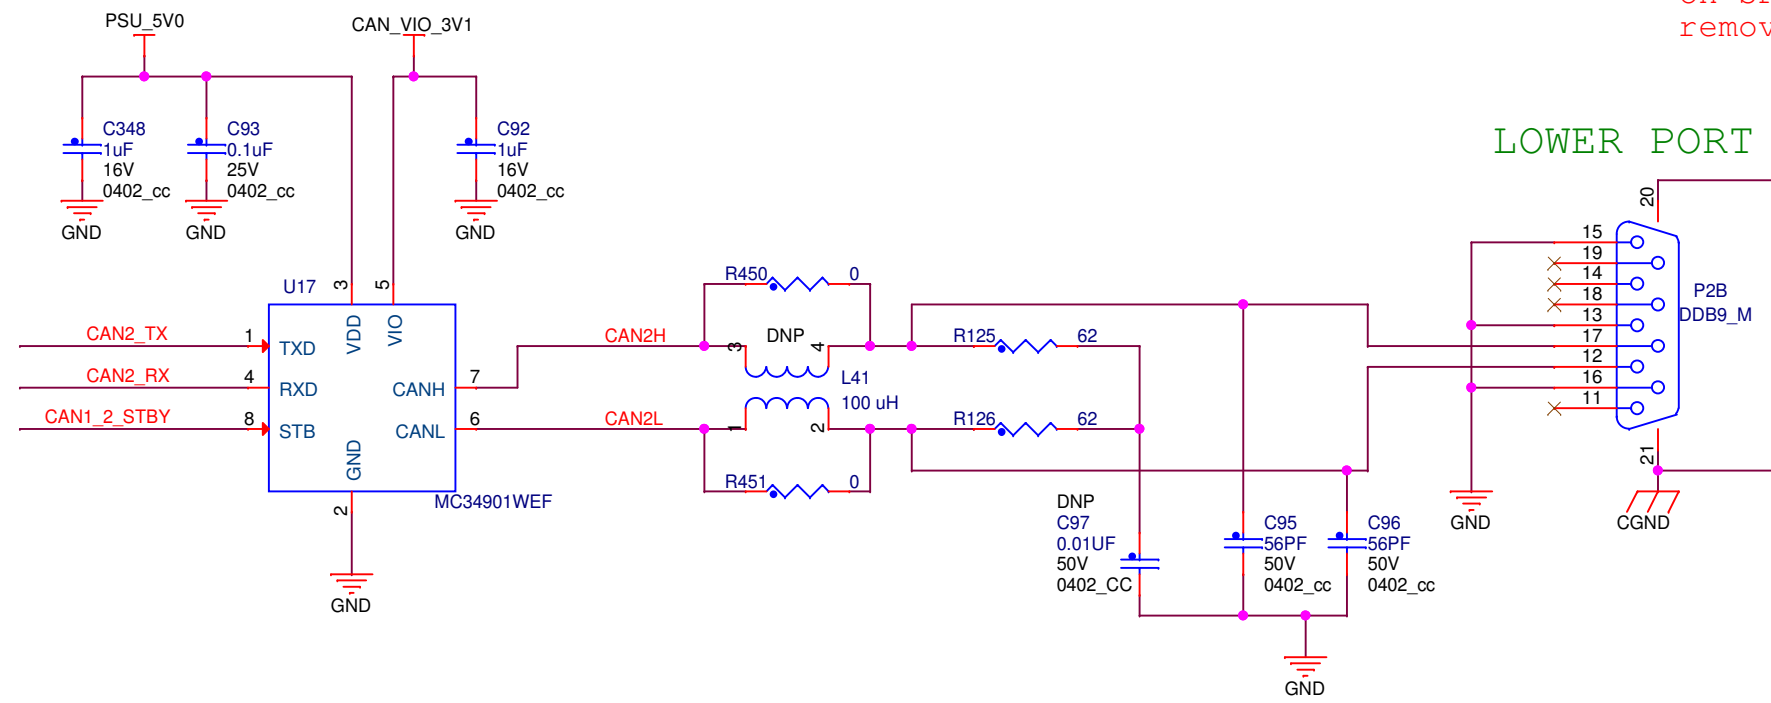 PSU_5V0
CAN_VIO_3V1
remov
C348
1uF
16V
0402_cc
GND
C93
0.1uF
25V
0402_cc
GND
C92
1uF
16V
0402_cc
GND
LOWER PORT
U17
3
5
VDD
VIO
CAN2_TX
1
TXD
CAN2_RX
4
RXD
CAN1_2_STBY
8
STB
CANH
7
CANL
6
GND
2
MC34901WEF
GND
R450
0
CAN2H
DNP
3
4
L41
100 uH
CAN2L
1
2
R451
0
R125
62
R126
62
DNP
C97
0.01UF
50V
0402_CC
C95
56PF
50V
0402_cc
C96
56PF
50V
0402_cc
GND
20
15
19
14
18
13
17
12
16
11
21
P2B
DDB9_M
GND
CGND